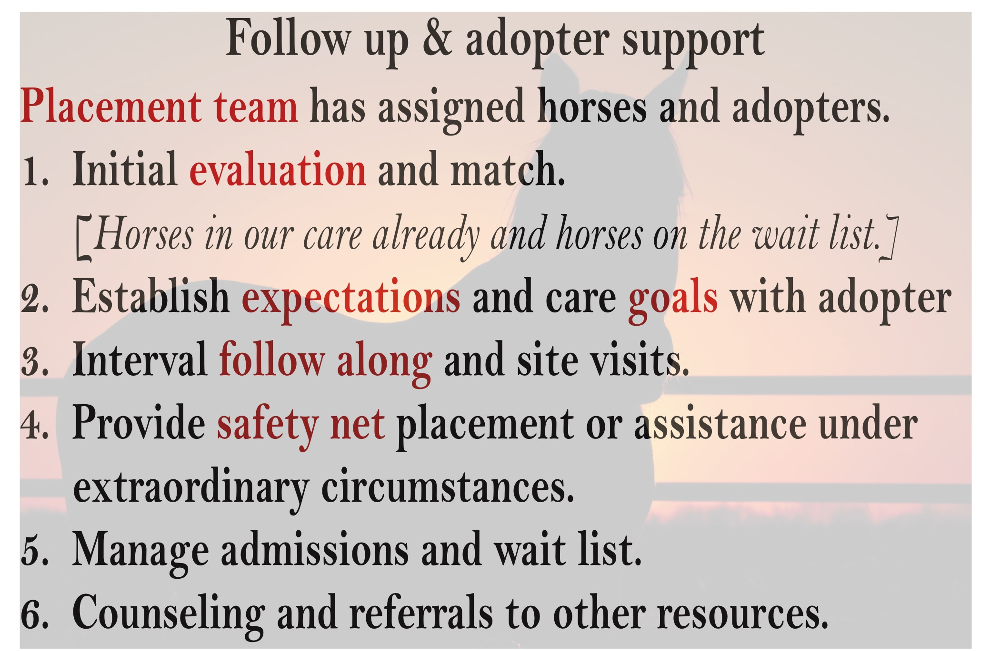 Follow up & adopter support
Placement team has assigned horses and adopters.
1. Initial evaluation and match.
[Horses in our care already and horses on the wait list.]
2. Establish expectations and care goals with adopter
3. Interval follow along and site visits.
4. Provide safety net placement or assistance under
extraordinary circumstances.
5. Manage admissions and wait list.
6. Counseling and referrals to other resources.